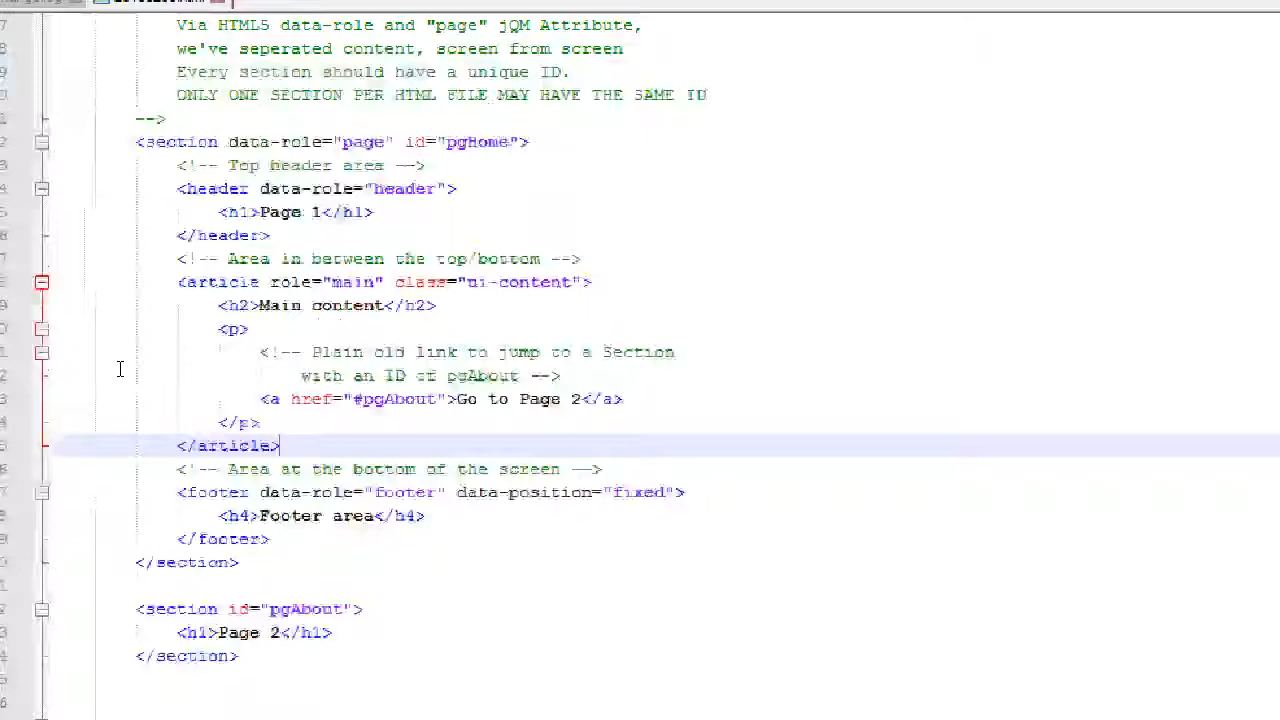 Via HTML5 data-role and "page" jQM Attribute,
we've seperated content, screen from screen
Every section should have a unique ID.
ONLY ONE SECTION PER HTML FILE MAY HAVE THE SAME ID
-->
<section data-role="page" id="pgHome">
<!-- Top header area -->
<header data-role="header">
<h1>Page 1</h1>
</header>
<!-- Area in between the top/bottom -->
<article role="main" class="ui-content">
<h2>Main content</h2>
<p>
<!-- Plain old link to jump to a Section
with an ID of pgAbout -->
<a href="#pgAbout">Go to Page 2</a>
</p>
</article>
<!-- Area at the bottom of the screen -->
<footer data-role="footer" data-position="fixed">
<h4>Footer area</h4>
</footer>
</section>
<section id="pgAbout">
<h1>Page 2</h1>
</section>